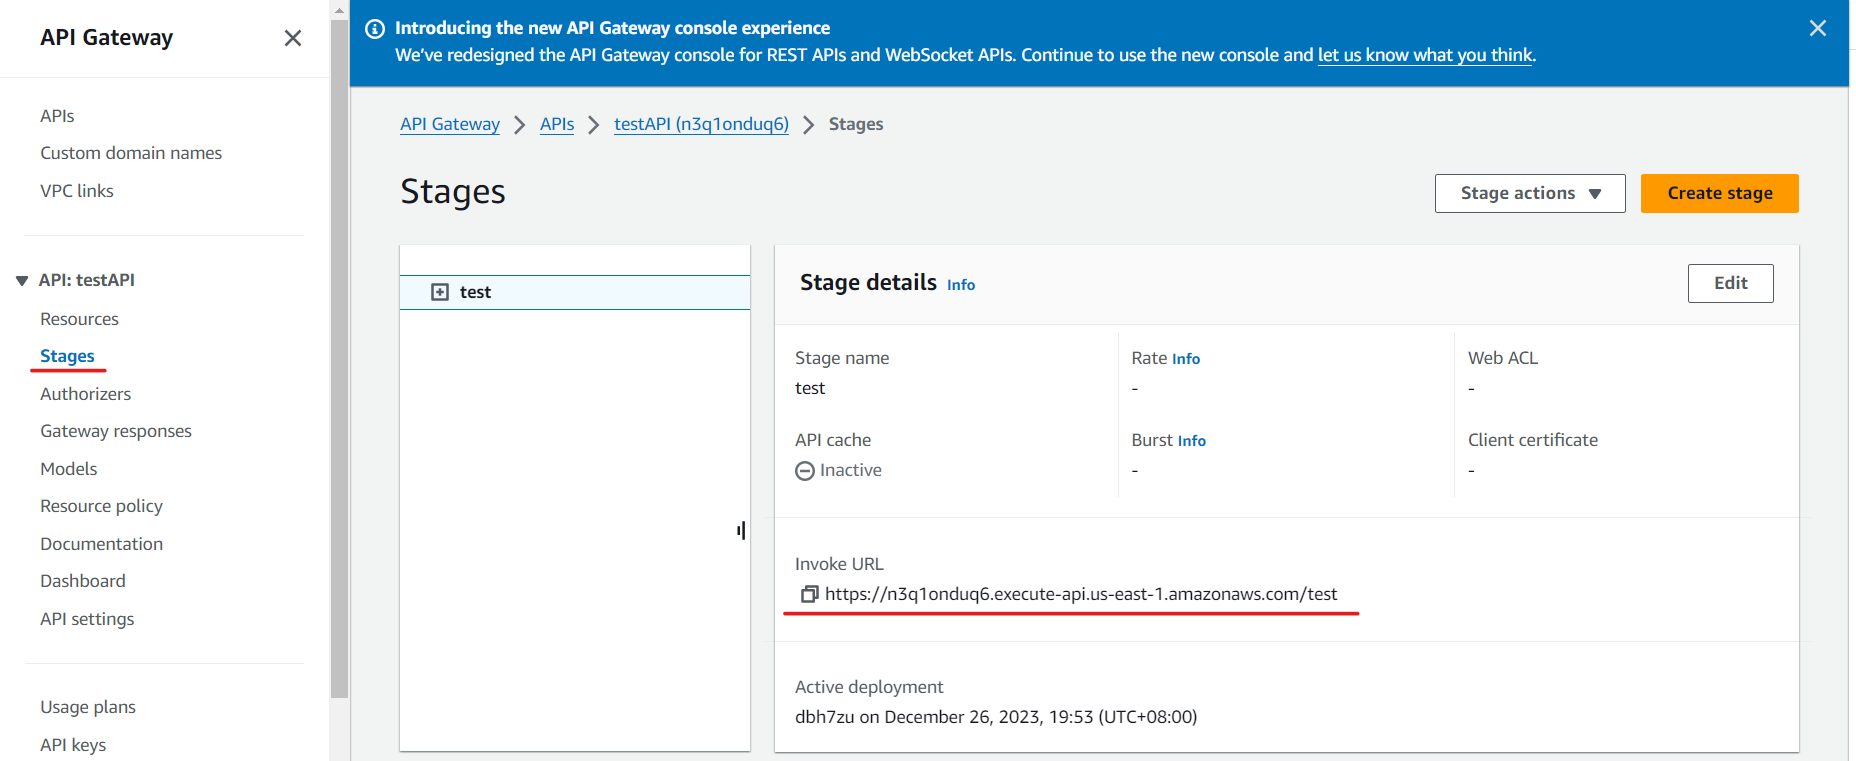 API Gateway
APIs
Custom domain names
VPC links
API: testAPI
Resources
Stages
Authorizers
Gateway responses
Models
Resource policy
Documentation
Dashboard
API settings
Usage plans
API keys
Introducing the new API Gateway console experience
We've redesigned the API Gateway console for REST APIs and WebSocket APIs. Continue to use the new console and let us know what you think.
API Gateway > APIs > testAPI (n3q1onduq6) > Stages
Stages
Stage actions
Create stage
test
Stage details Info
Edit
Stage name
test
Rate Info
-
Web ACL
-
API cache
Inactive
Burst Info
-
Client certificate
-
Invoke URL
https://n3q1onduq6.execute-api.us-east-1.amazonaws.com/test
Active deployment
dbh7zu on December 26, 2023, 19:53 (UTC+08:00)